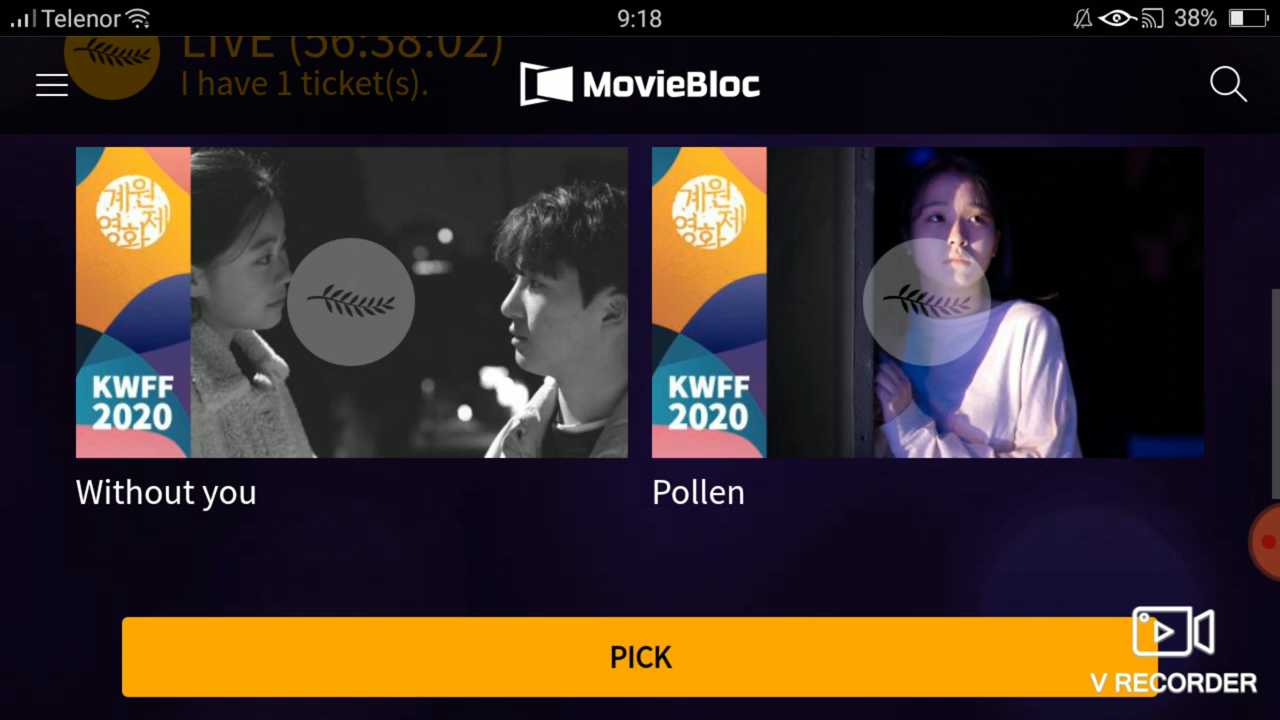 Telenor
9:18
38%
LIVE (56:38:02)
I have 1 ticket(s).
MovieBloc
계원
영화제
KWFF
2020
계원
영화제
KWFF
2020
Without you
Pollen
PICK
V RECORDER